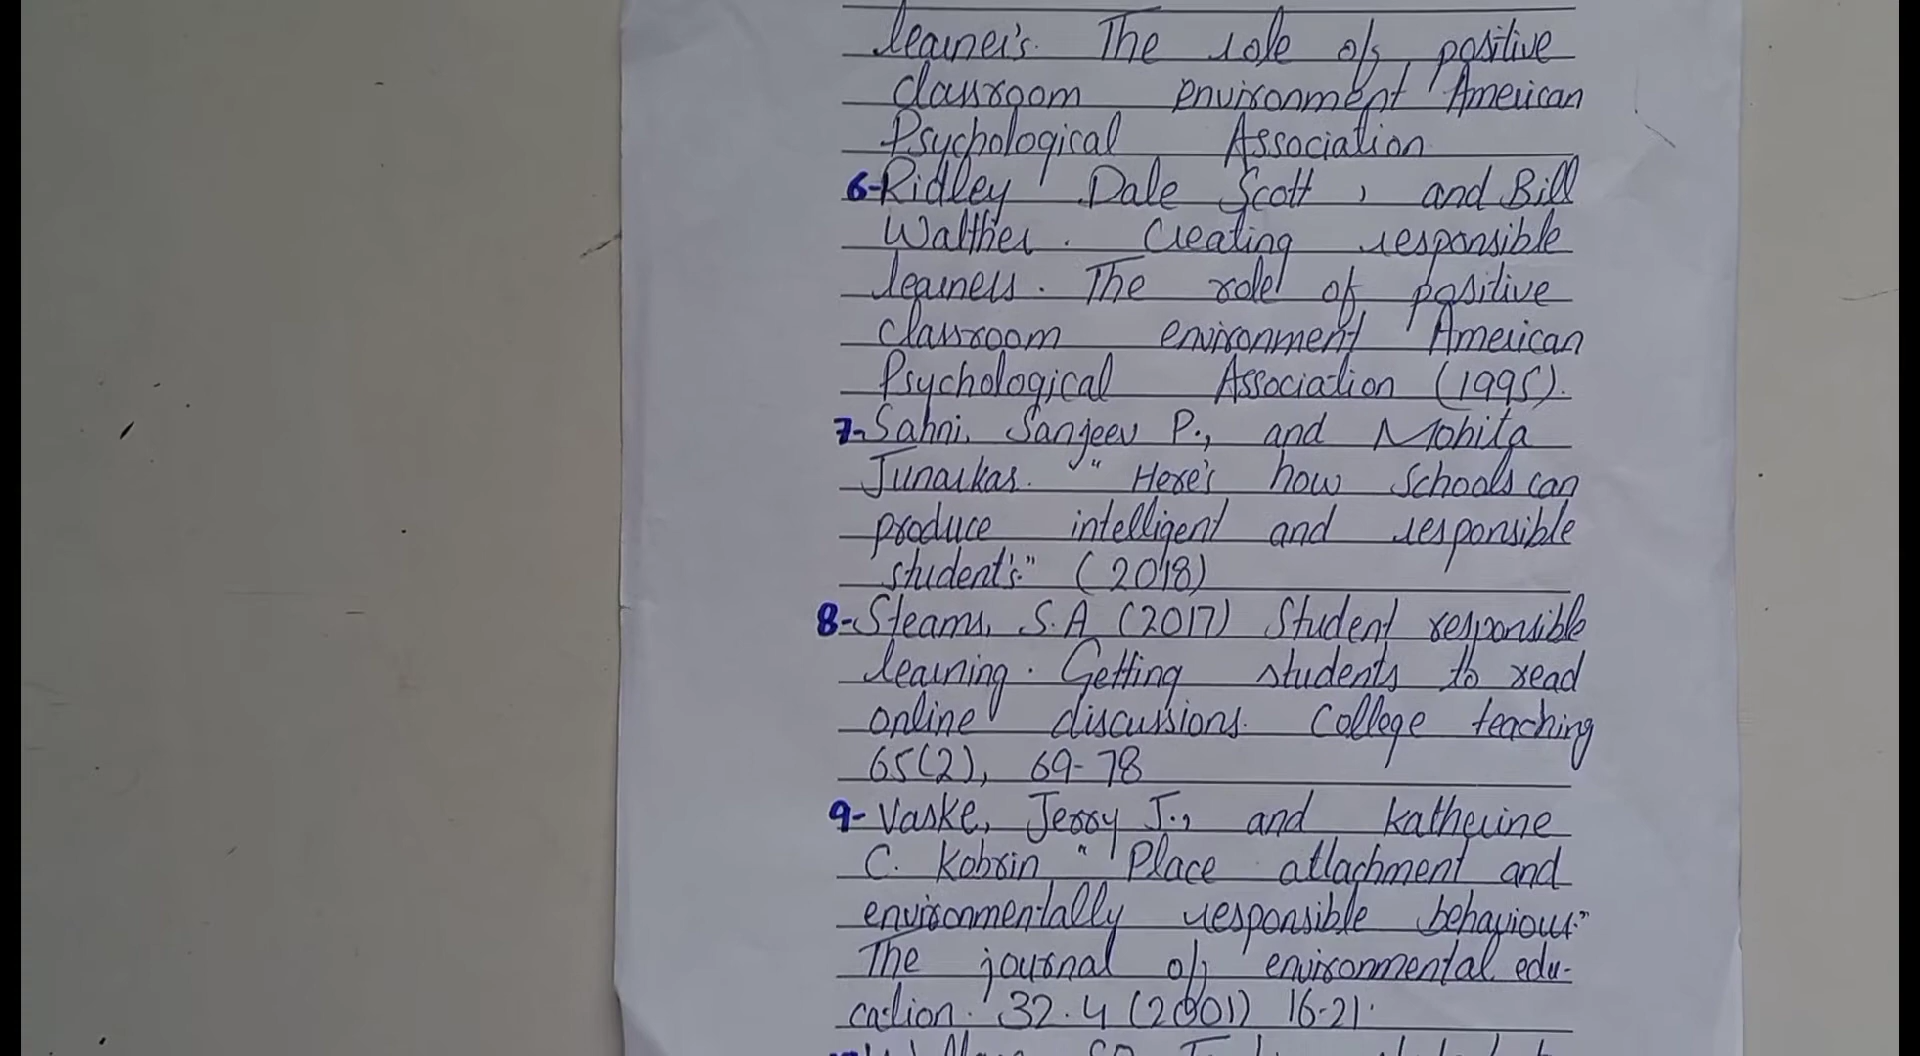 learner's. The role of positive
classroom environment American
Psychological Association
6-Ridley Dale Scott, and Bill
Walther. Creating responsible
learners. The role of positive
classroom environment American
Psychological Association (1995).
7-Sahni, Sanjeev P., and Mohita
Junarkar. "Here's how schools can
produce intelligent and responsible
student's." (2018)
8-Stearns, S.A (2017) Student responsible
learning. Getting students to read
online discussions. College teaching
65(2), 69-78
9- Vaske, Jerry J., and Katherine
C. Kobrin "Place attachment and
environmentally responsible behaviour."
The journal of environmental edu-
cation. 32.4 (2001) 16-21.